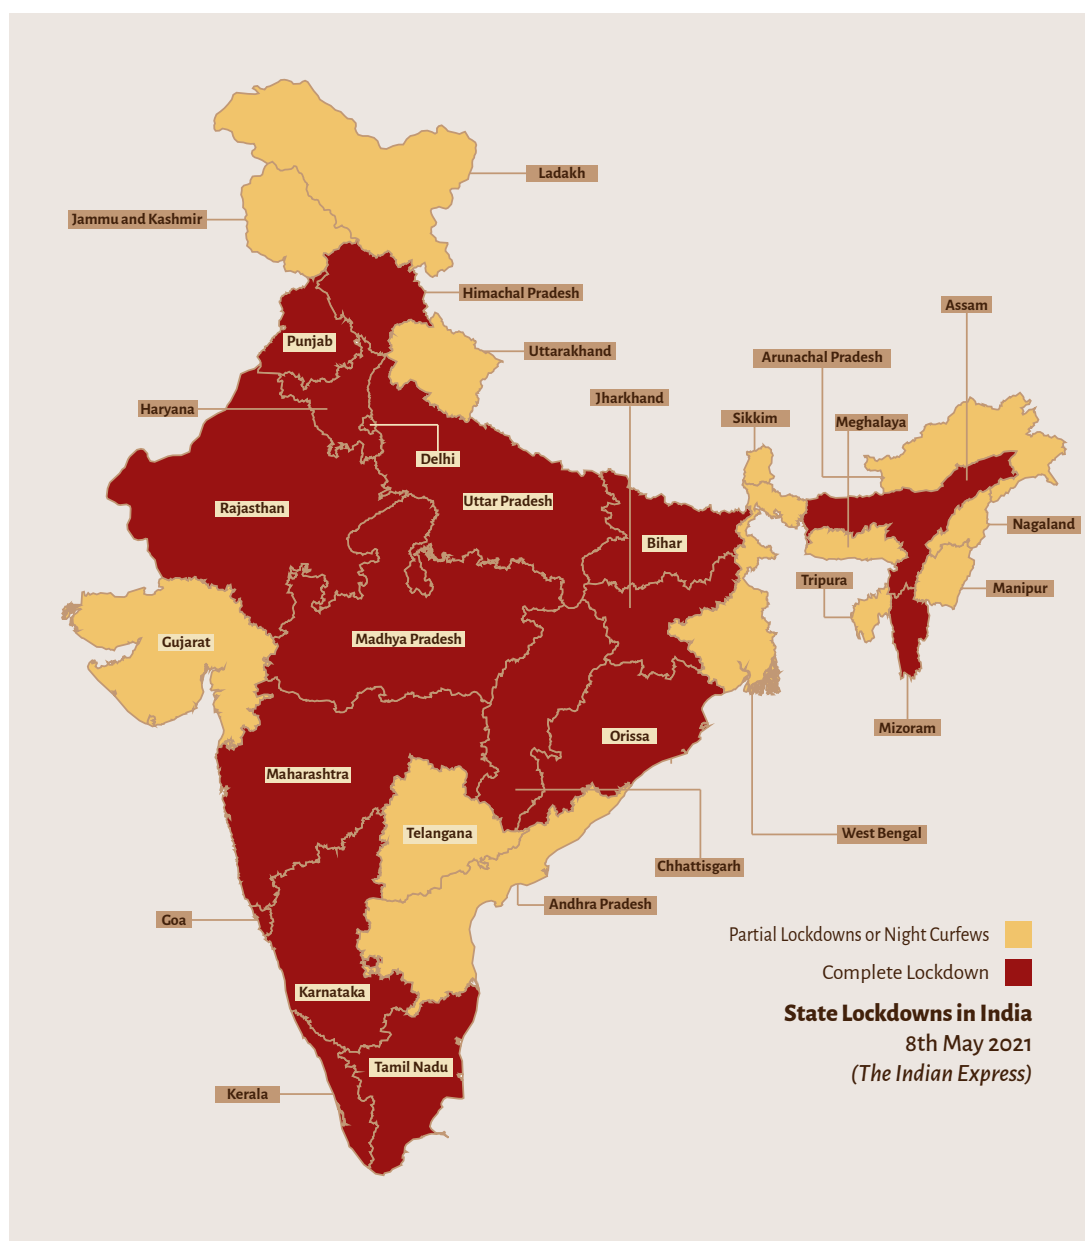 Ladakh
Jammu and Kashmir
Himachal Pradesh
Assam
Punjab
Uttarakhand
Arunachal Pradesh
Jharkhand
Haryana
Sikkim
Meghalaya
Delhi
Uttar Pradesh
Rajasthan
Nagaland
Bihar
Tripura
Manipur
Madhya Pradesh
Gujarat
Mizoram
Orissa
Maharashtra
Telangana
West Bengal
Chhattisgarh
Andhra Pradesh
Goa
Partial Lockdowns or Night Curfews
Complete Lockdown
Karnataka
State Lockdowns in India
8th May 2021
Tamil Nadu
(The Indian Express)
Kerala